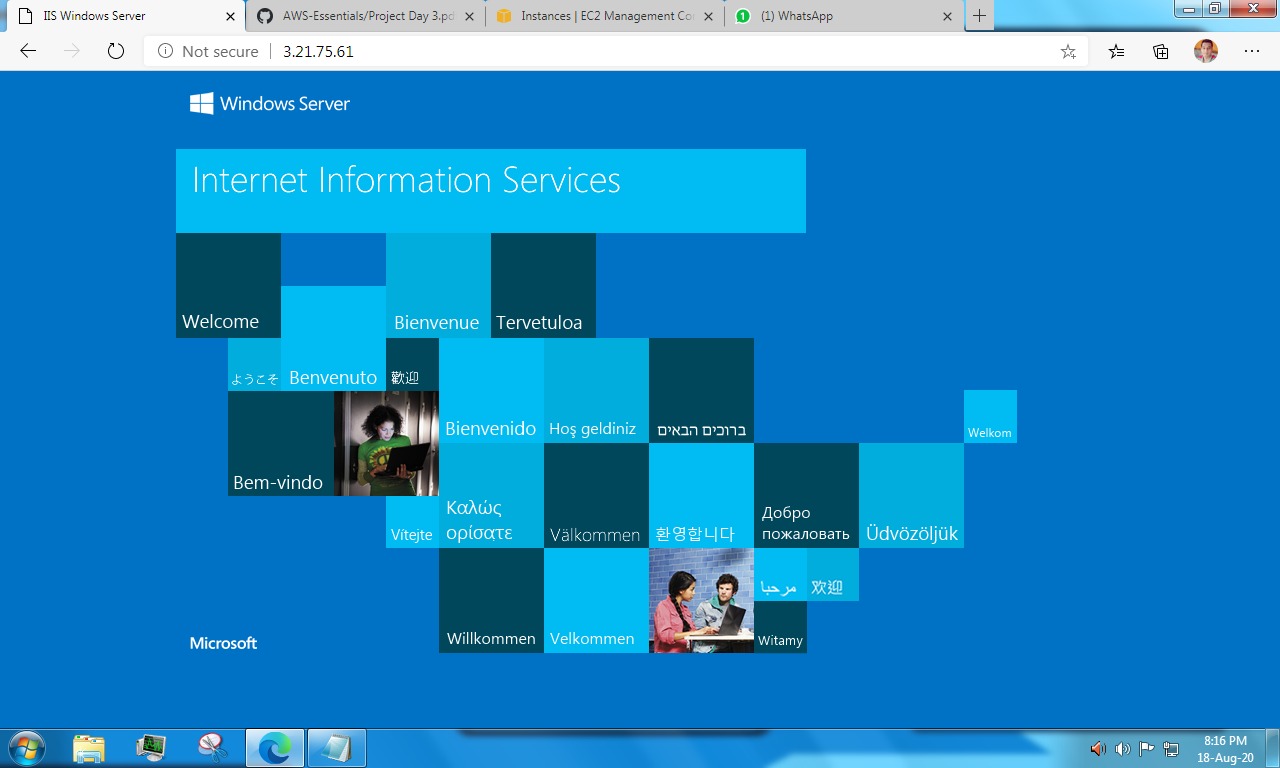 IIS Windows Server
AWS-Essentials/Project Day 3.pd
Instances | EC2 Management Co
(1) WhatsApp
Not secure
3.21.75.61
Windows Server
Internet Information Services
Welcome
Bienvenue
Tervetuloa
ようこそ
Benvenuto
歡迎
Bienvenido
Hoş geldiniz
ברוכים הבאים
Welkom
Bem-vindo
Vítejte
Καλώς
ορίσατε
Välkommen
환영합니다
Добро
пожаловать
Üdvözöljük
مرحبا
欢迎
Willkommen
Velkommen
Witamy
Microsoft
8:16 PM
18-Aug-20